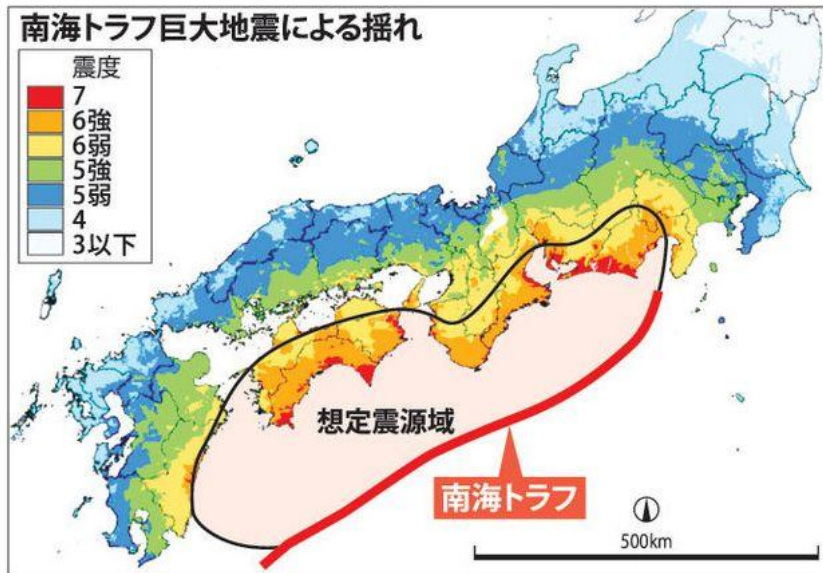 南海トラフ巨大地震による揺れ
震度
7
6強
6弱
5強
5弱
4
3以下
想定震源域
南海トラフ
500km